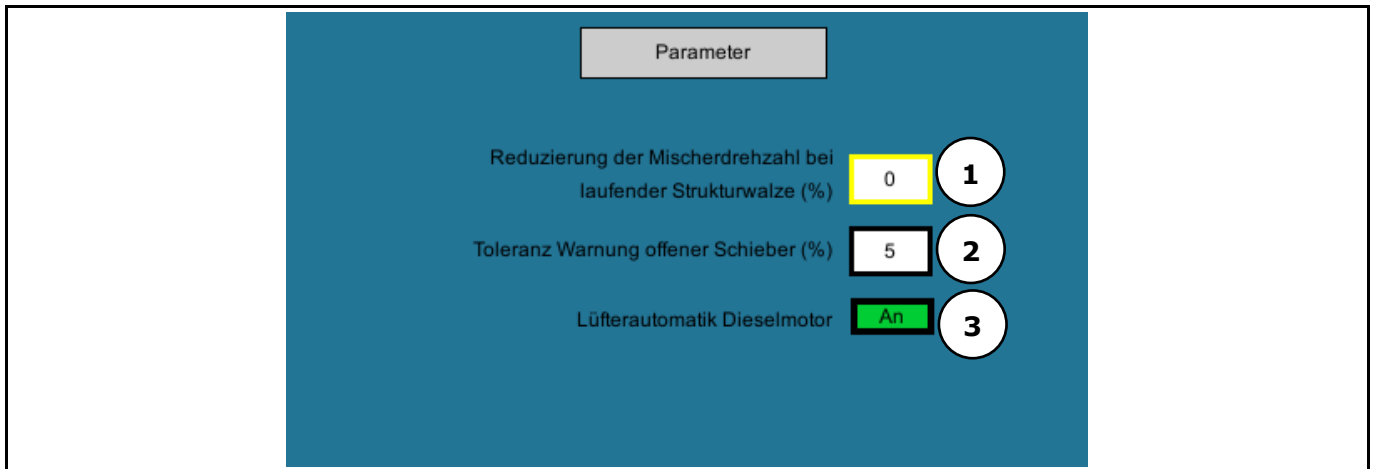 Parameter
Reduzierung der Mischerdrehzahl bei
laufender Strukturwalze (%)
0
1
Toleranz Warnung offener Schieber (%)
5
2
Lüfterautomatik Dieselmotor
An
3